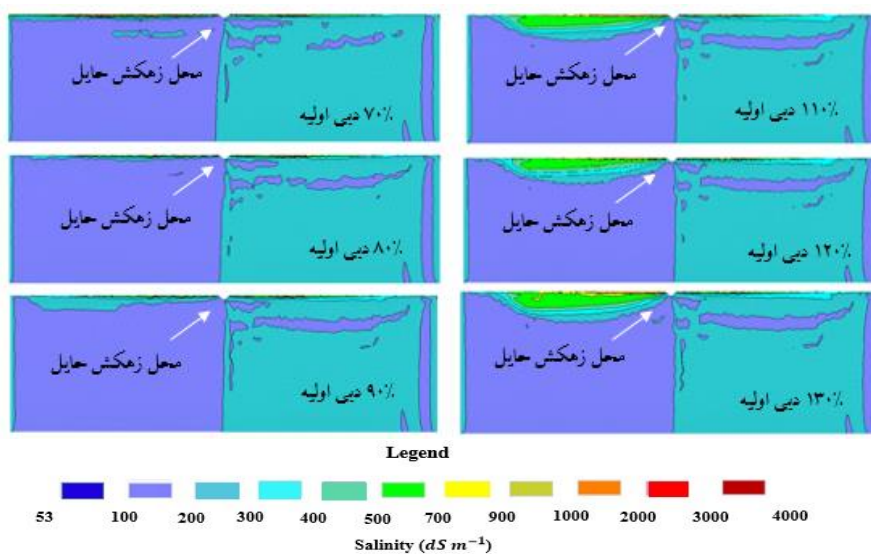 محل زهکش حایل
۷۰٪ دبی اولیه
محل زهکش حایل
۱۱۰٪ دبی اولیه
محل زهکش حایل
۸۰٪ دبی اولیه
محل زهکش حایل
۱۲۰٪ دبی اولیه
محل زهکش حایل
۹۰٪ دبی اولیه
محل زهکش حایل
۱۳۰٪ دبی اولیه
Legend
53 100 200 300 400 500 700 900 1000 2000 3000 4000
Salinity (dS m⁻¹)